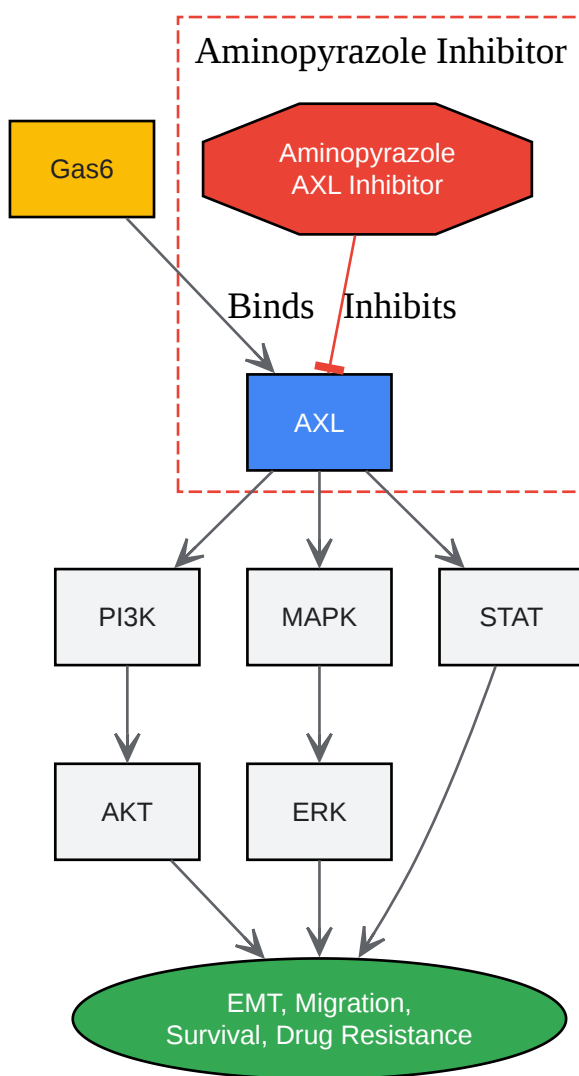 Aminopyrazole Inhibitor
Gas6
Aminopyrazole
AXL Inhibitor
Binds
Inhibits
AXL
PI3K
MAPK
STAT
AKT
ERK
EMT, Migration,
Survival, Drug Resistance